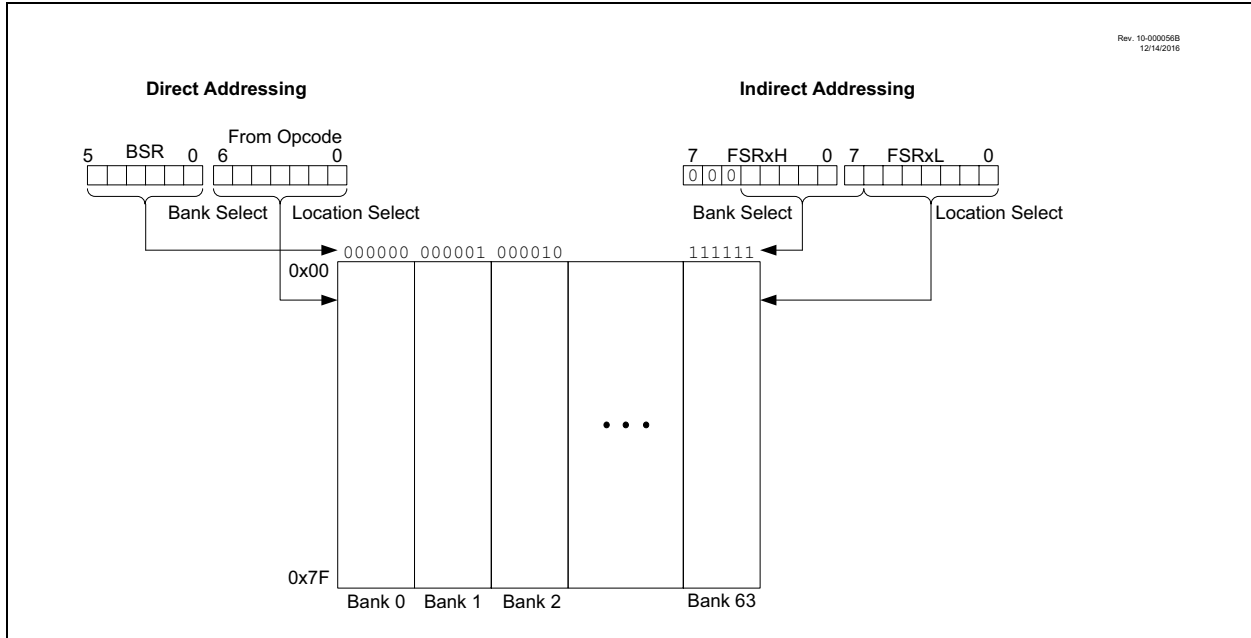 Rev. 10-000056B
12/14/2016
Direct Addressing
Indirect Addressing
From Opcode
5 BSR 0 6 0
7 FSRxH 0 7 FSRxL 0
0 0 0
Bank Select Location Select
Bank Select Location Select
000000 000001 000010 111111
0x00
• • •
0x7F
Bank 0 Bank 1 Bank 2 Bank 63